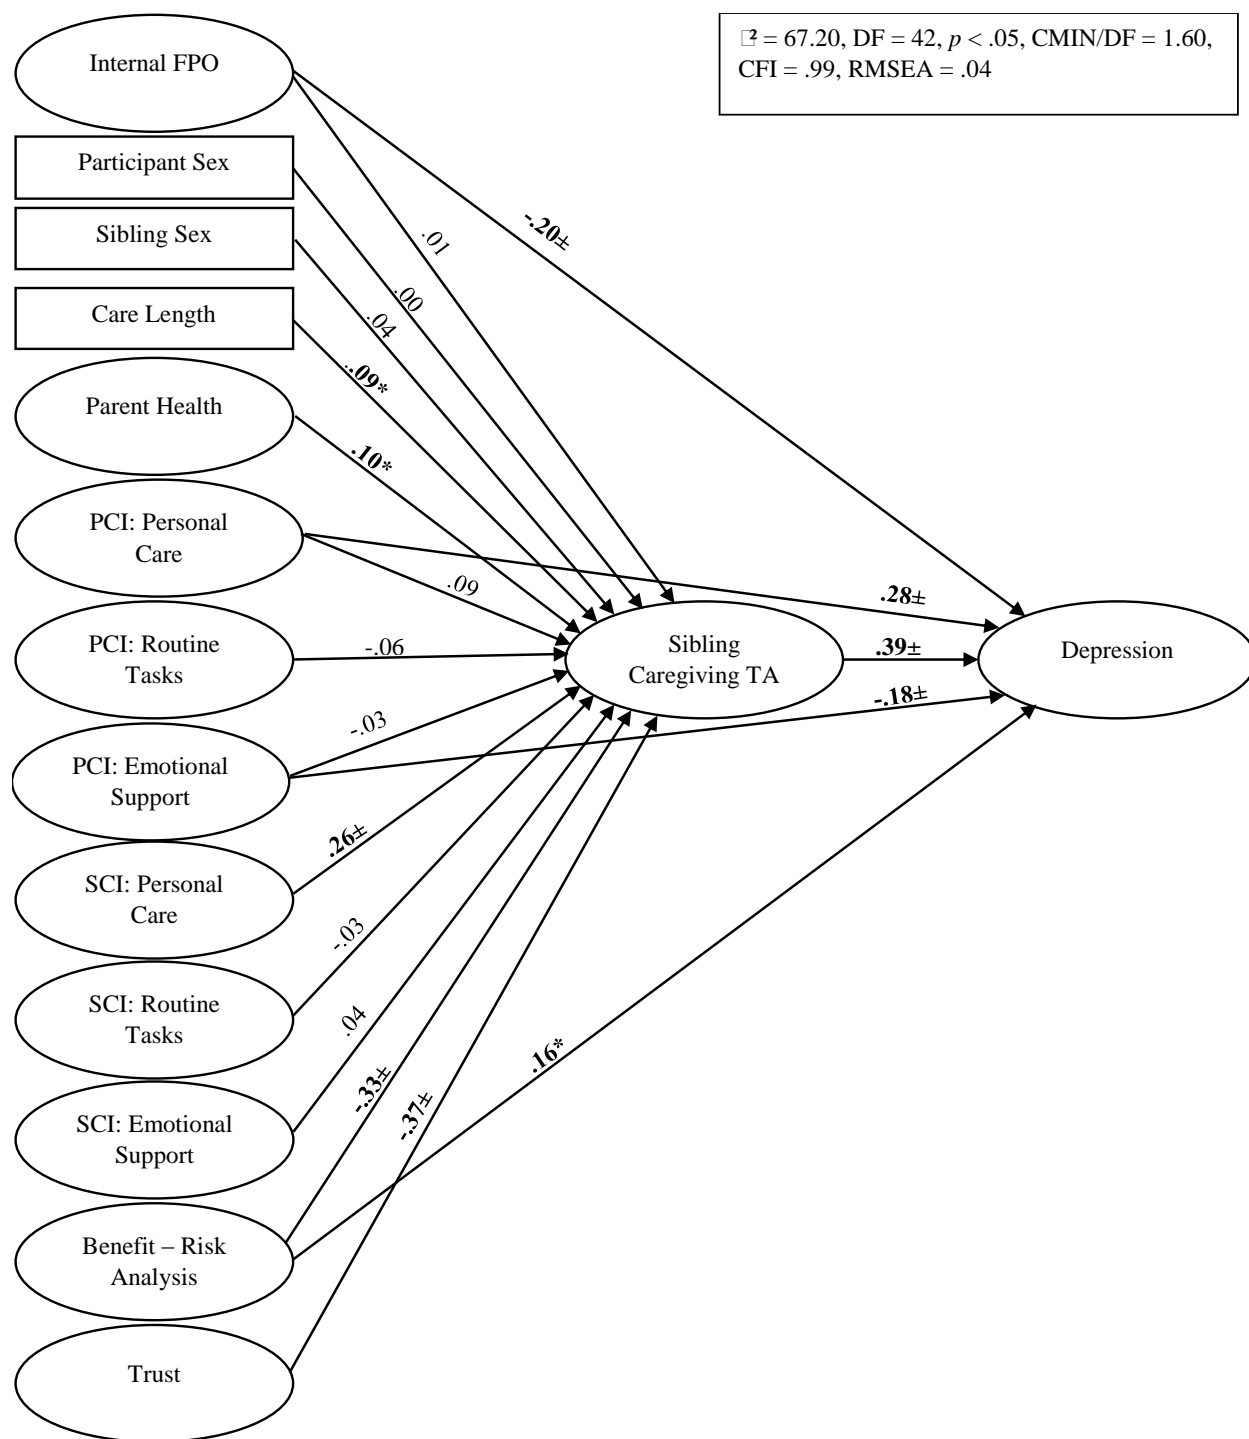 Internal FPO
² = 67.20, DF = 42, p < .05, CMIN/DF = 1.60,
CFI = .99, RMSEA = .04
Participant Sex
Sibling Sex
Care Length
Parent Health
PCI: Personal
Care
PCI: Routine
Tasks
PCI: Emotional
Support
SCI: Personal
Care
SCI: Routine
Tasks
SCI: Emotional
Support
Benefit – Risk
Analysis
Trust
Sibling
Caregiving TA
Depression
-.20±
.01
.00
.04
.09*
.10*
.09
.28±
-.06
.39±
-.03
-.18±
.26±
-.03
.04
-.33±
-.37±
.16*